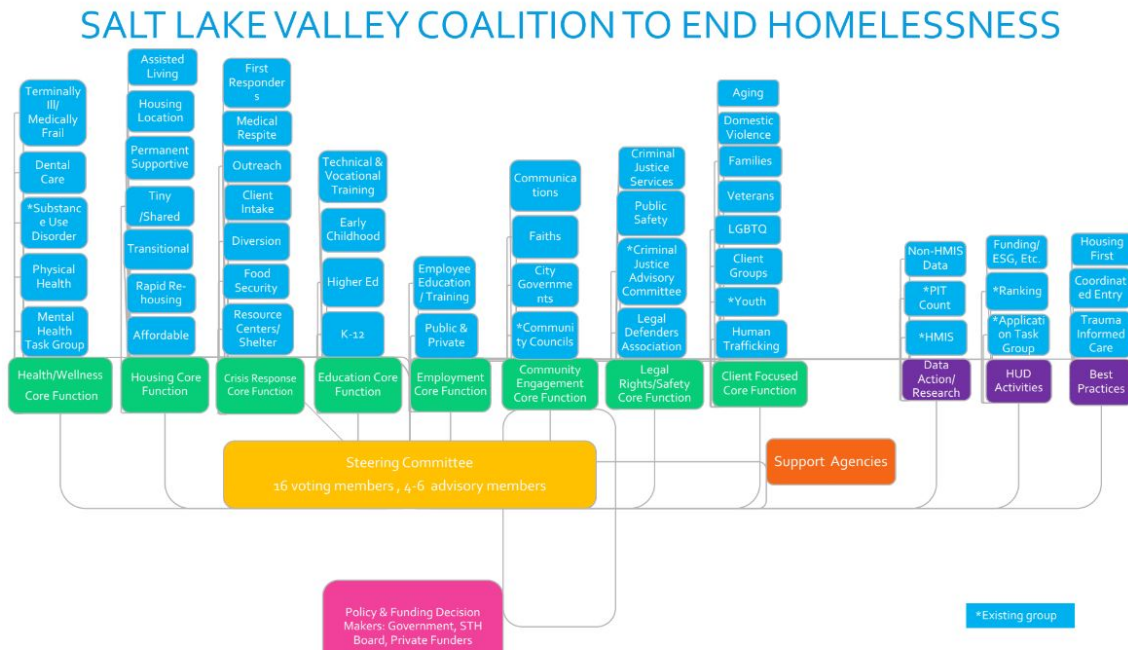 SALT LAKE VALLEY COALITION TO END HOMELESSNESS
Terminally
Ill/
Medically
Frail
Dental
Care
*Substanc
e Use
Disorder
Physical
Health
Mental
Health
Task Group
Health/Wellness
Core Function
Assisted
Living
Housing
Location
Permanent
Supportive
Tiny
/Shared
Transitional
Rapid Re-
housing
Affordable
Housing Core
Function
First
Responder
s
Medical
Respite
Outreach
Client
Intake
Diversion
Food
Security
Resource
Centers/
Shelter
Crisis Response
Core Function
Technical &
Vocational
Training
Early
Childhood
Higher Ed
K-12
Education Core
Function
Employee
Education
/ Training
Public &
Private
Employment
Core Function
Communica
tions
Faiths
City
Governme
nts
*Communi
ty Councils
Community
Engagement
Core Function
Criminal
Justice
Services
Public
Safety
*Criminal
Justice
Advisory
Committee
Legal
Defenders
Association
Legal
Rights/Safety
Core Function
Aging
Domestic
Violence
Families
Veterans
LGBTQ
Client
Groups
*Youth
Human
Trafficking
Client Focused
Core Function
Non-HMIS
Data
*PIT
Count
*HMIS
Data
Action/
Research
Funding/
ESG, Etc.
*Ranking
*Applicati
on Task
Group
HUD
Activities
Housing
First
Coordinat
ed Entry
Trauma
Informed
Care
Best
Practices
Steering Committee
16 voting members , 4-6 advisory members
Support Agencies
Policy & Funding Decision
Makers: Government, STH
Board, Private Funders
*Existing group